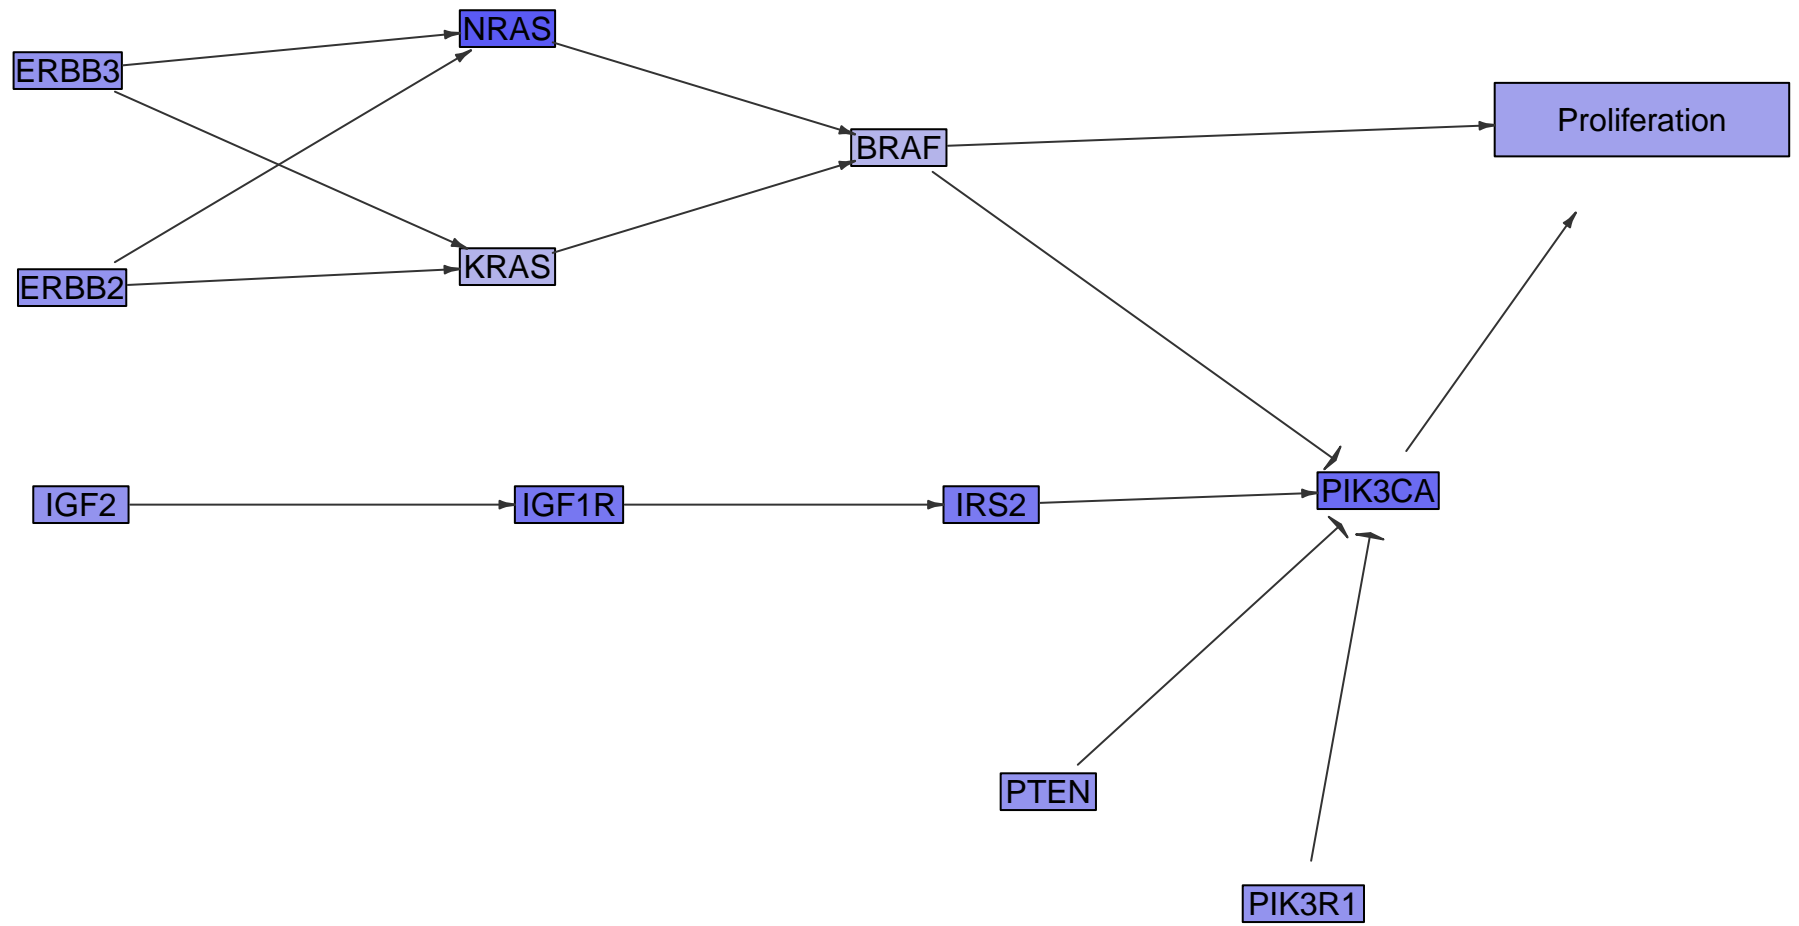 NRAS
ERBB3
Proliferation
BRAF
KRAS
ERBB2
IGF2
IGF1R
IRS2
PIK3CA
PTEN
PIK3R1